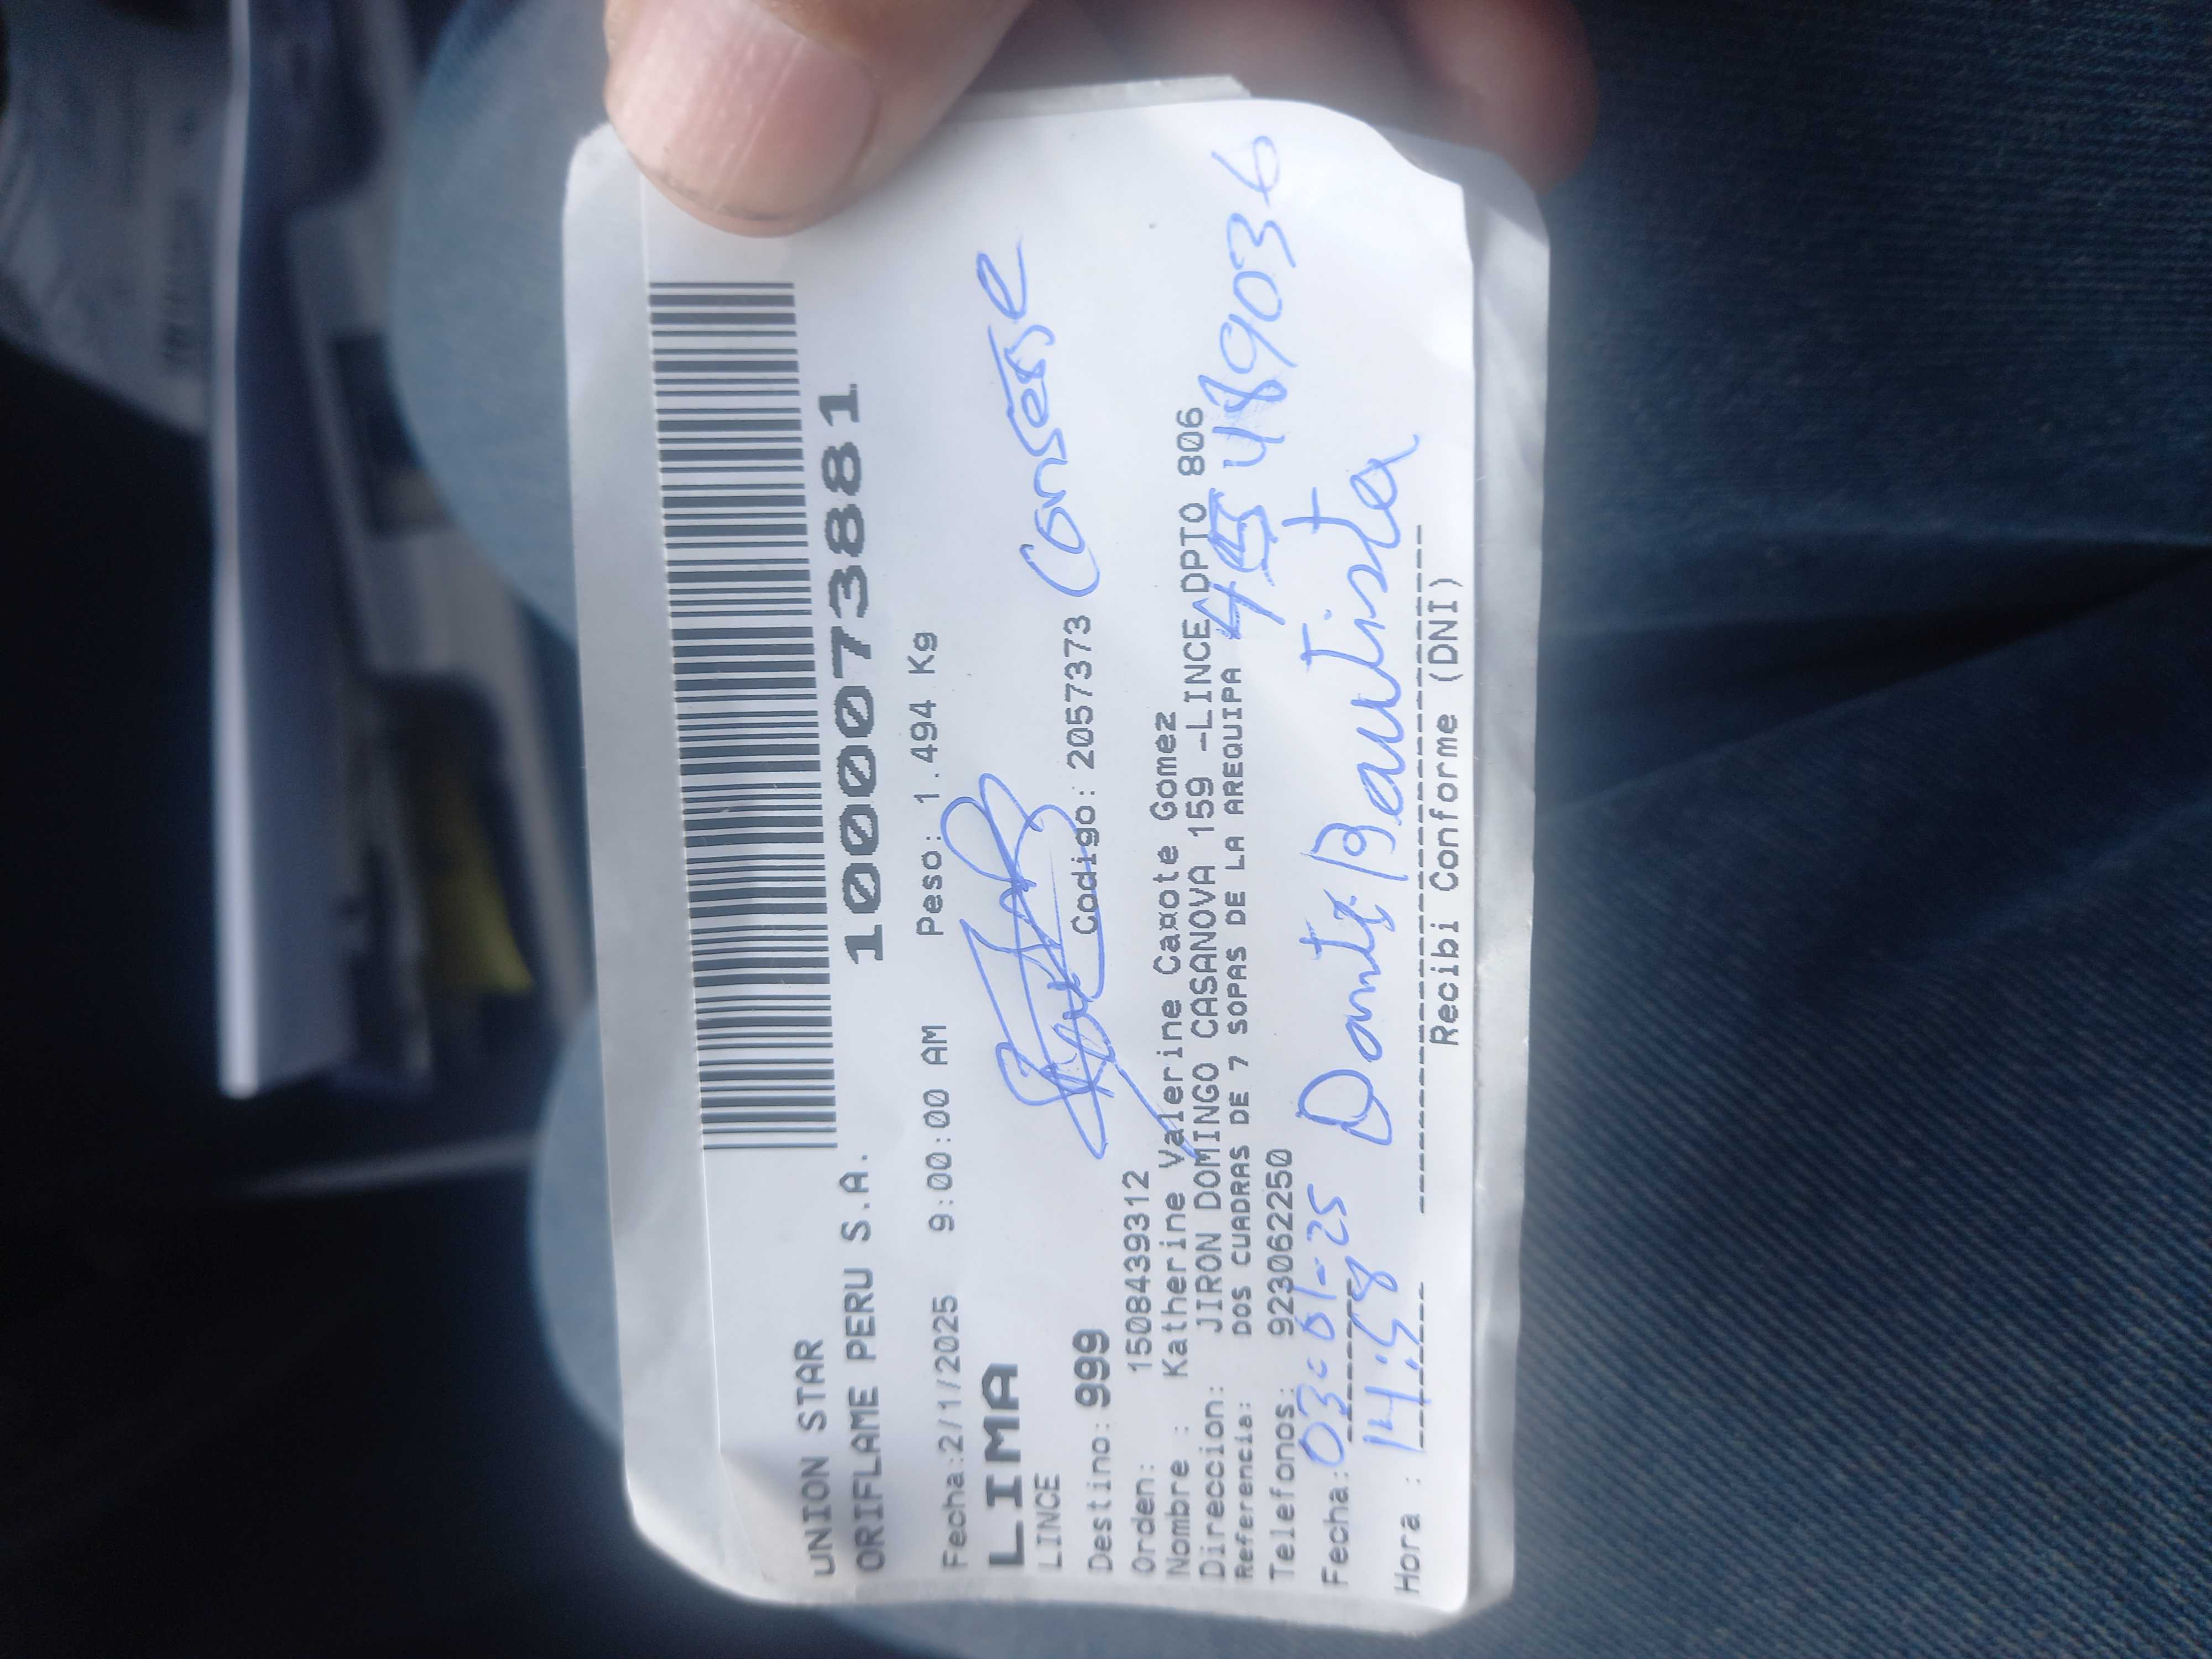 UNION STAR
ORIFLAME PERU S.A. 1000073881
Fecha:2/1/2025 9:00:00 AM Peso: 1.494 Kg
LIMA
LINCE
Destino: 999 Codigo: 2057373 Conserse
Orden: 1508439312
Nombre : Katherine Valerine Canote Gomez
Direccion: JIRON DOMINGO CASANOVA 159 -LINCE DPTO 806
Referencia: DOS CUADRAS DE 7 SOPAS DE LA AREQUIPA 45489036
Telefonos: 923062250
Fecha: 03-01-25 Bautista
Hora : 14:58
Recibi Conforme (DNI)